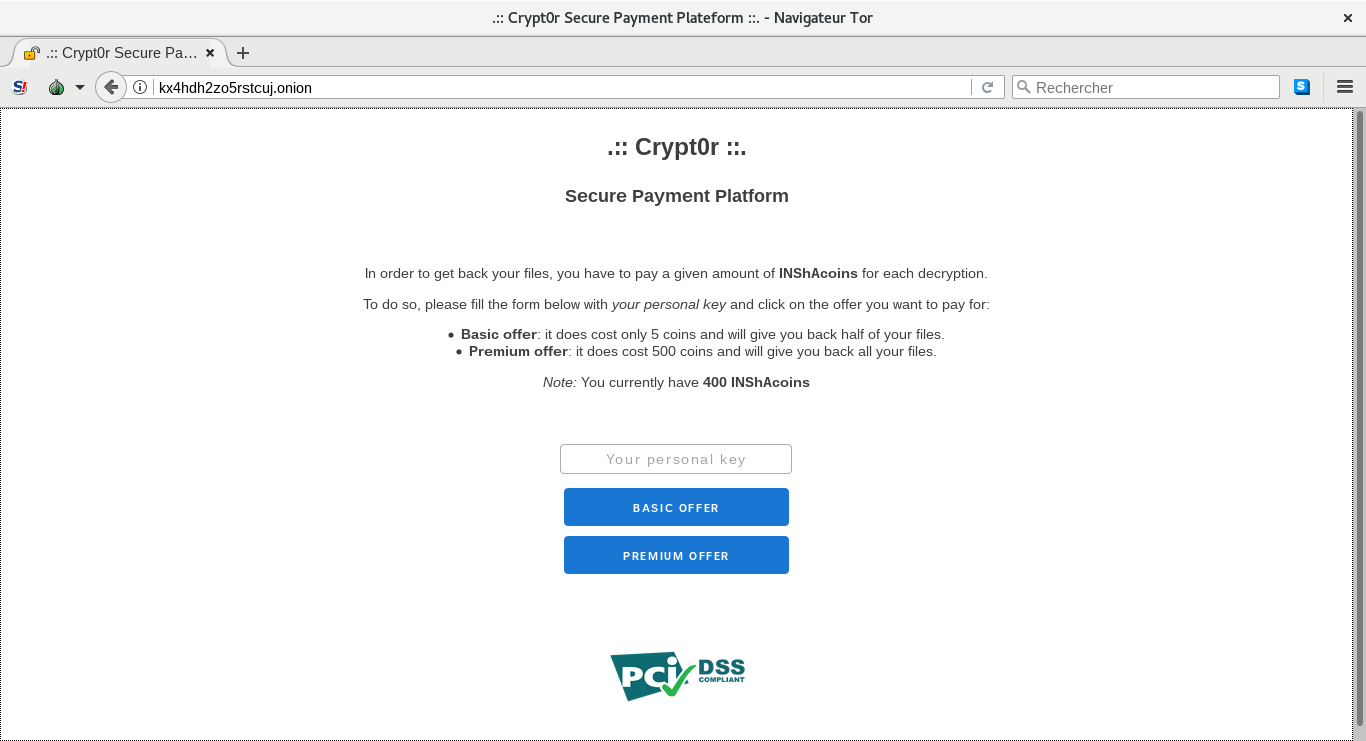 .:: Crypt0r Secure Payment Plateform ::. - Navigateur Tor
.:: Crypt0r Secure Pa…
kx4hdh2zo5rstcuj.onion
Rechercher
.:: Crypt0r ::.
Secure Payment Platform
In order to get back your files, you have to pay a given amount of INShAcoins for each decryption.
To do so, please fill the form below with your personal key and click on the offer you want to pay for:
• Basic offer: it does cost only 5 coins and will give you back half of your files.
• Premium offer: it does cost 500 coins and will give you back all your files.
Note: You currently have 400 INShAcoins
Your personal key
BASIC OFFER
PREMIUM OFFER
PCi DSS
COMPLIANT